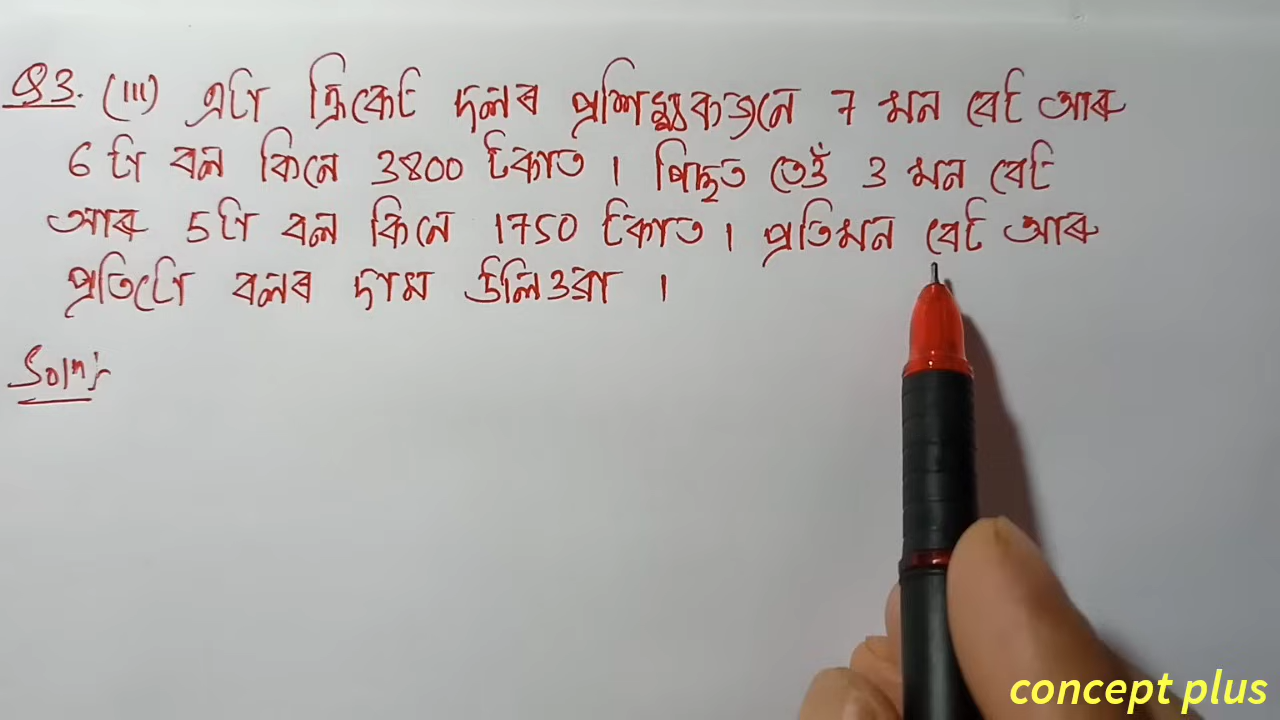 Q3. (iii) এটা ক্ৰিকেট দলৰ প্ৰশিক্ষকজনে 7 খন বেট আৰু
6 টা বল কিনে 3800 টকাত । পিছত তেওঁ 3 খন বেট
আৰু 5টা বল কিনে 1750 টকাত । প্ৰতিখন বেট আৰু
প্ৰতিটো বলৰ দাম উলিওৱা ।
Soln:
concept plus